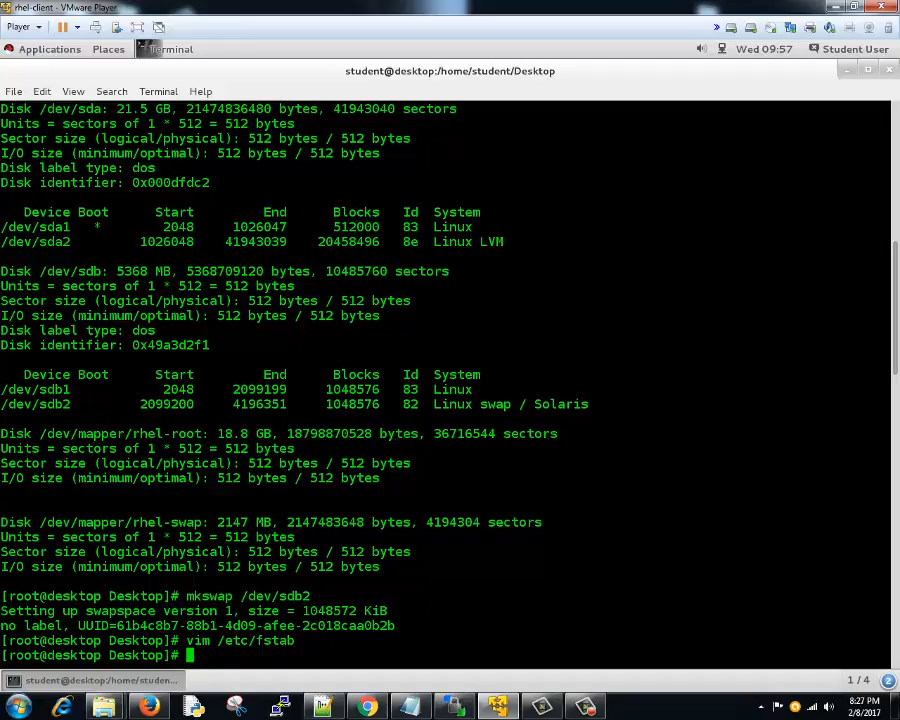 rhel-client - VMware Player
Player
Applications Places Terminal Wed 09:57 Student User
student@desktop:/home/student/Desktop
File Edit View Search Terminal Help
Disk /dev/sda: 21.5 GB, 21474836480 bytes, 41943040 sectors
Units = sectors of 1 * 512 = 512 bytes
Sector size (logical/physical): 512 bytes / 512 bytes
I/O size (minimum/optimal): 512 bytes / 512 bytes
Disk label type: dos
Disk identifier: 0x000dfdc2
Device Boot Start End Blocks Id System
/dev/sda1 * 2048 1026047 512000 83 Linux
/dev/sda2 1026048 41943039 20458496 8e Linux LVM
Disk /dev/sdb: 5368 MB, 5368709120 bytes, 10485760 sectors
Units = sectors of 1 * 512 = 512 bytes
Sector size (logical/physical): 512 bytes / 512 bytes
I/O size (minimum/optimal): 512 bytes / 512 bytes
Disk label type: dos
Disk identifier: 0x49a3d2f1
Device Boot Start End Blocks Id System
/dev/sdb1 2048 2099199 1048576 83 Linux
/dev/sdb2 2099200 4196351 1048576 82 Linux swap / Solaris
Disk /dev/mapper/rhel-root: 18.8 GB, 18798870528 bytes, 36716544 sectors
Units = sectors of 1 * 512 = 512 bytes
Sector size (logical/physical): 512 bytes / 512 bytes
I/O size (minimum/optimal): 512 bytes / 512 bytes
Disk /dev/mapper/rhel-swap: 2147 MB, 2147483648 bytes, 4194304 sectors
Units = sectors of 1 * 512 = 512 bytes
Sector size (logical/physical): 512 bytes / 512 bytes
I/O size (minimum/optimal): 512 bytes / 512 bytes
[root@desktop Desktop]# mkswap /dev/sdb2
Setting up swapspace version 1, size = 1048572 KiB
no label, UUID=61b4c8b7-88b1-4d09-afee-2c018caa0b2b
[root@desktop Desktop]# vim /etc/fstab
[root@desktop Desktop]#
student@desktop:/home/studen... 1 / 4 2
8:27 PM
2/8/2017